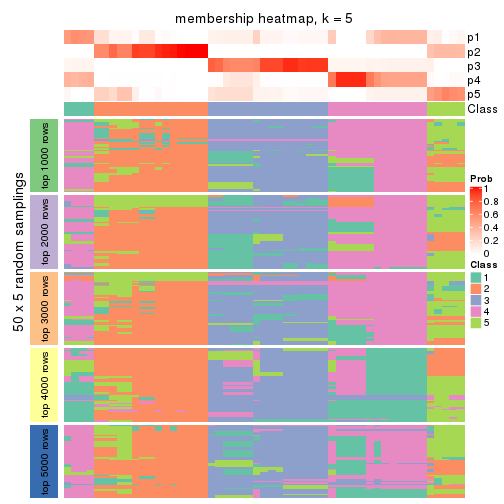 membership heatmap, k = 5
p1
p2
p3
p4
p5
Class
50 x 5 random samplings
top 1000 rows
top 2000 rows
top 3000 rows
top 4000 rows
top 5000 rows
Prob
1
0.8
0.6
0.4
0.2
0
Class
1
2
3
4
5